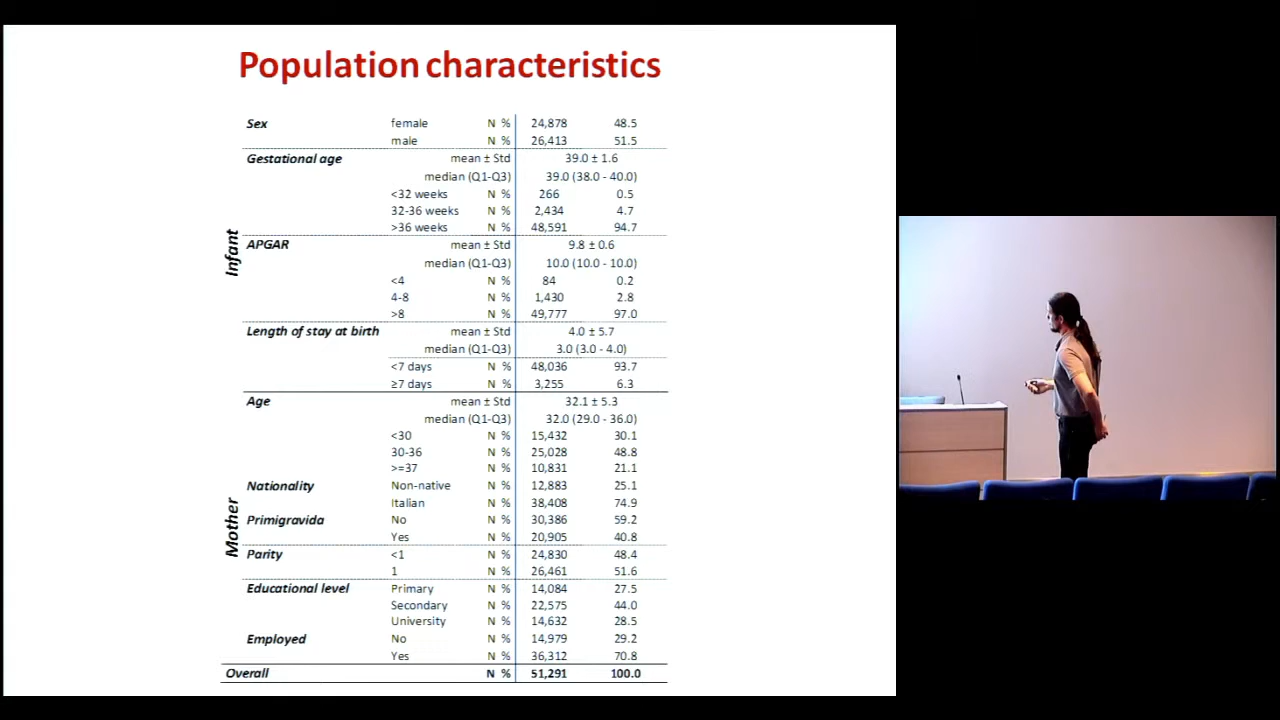 Population characteristics
Sex female N % 24,878 48.5
male N % 26,413 51.5
Gestational age mean ± Std 39.0 ± 1.6
median (Q1-Q3) 39.0 (38.0 - 40.0)
<32 weeks N % 266 0.5
32-36 weeks N % 2,434 4.7
>36 weeks N % 48,591 94.7
Infant
APGAR mean ± Std 9.8 ± 0.6
median (Q1-Q3) 10.0 (10.0 - 10.0)
<4 N % 84 0.2
4-8 N % 1,430 2.8
>8 N % 49,777 97.0
Length of stay at birth mean ± Std 4.0 ± 5.7
median (Q1-Q3) 3.0 (3.0 - 4.0)
<7 days N % 48,036 93.7
≥7 days N % 3,255 6.3
Age mean ± Std 32.1 ± 5.3
median (Q1-Q3) 32.0 (29.0 - 36.0)
<30 N % 15,432 30.1
30-36 N % 25,028 48.8
>=37 N % 10,831 21.1
Nationality Non-native N % 12,883 25.1
Italian N % 38,408 74.9
Primigravida No N % 30,386 59.2
Mother
Yes N % 20,905 40.8
Parity <1 N % 24,830 48.4
1 N % 26,461 51.6
Educational level Primary N % 14,084 27.5
Secondary N % 22,575 44.0
University N % 14,632 28.5
Employed No N % 14,979 29.2
Yes N % 36,312 70.8
Overall N % 51,291 100.0